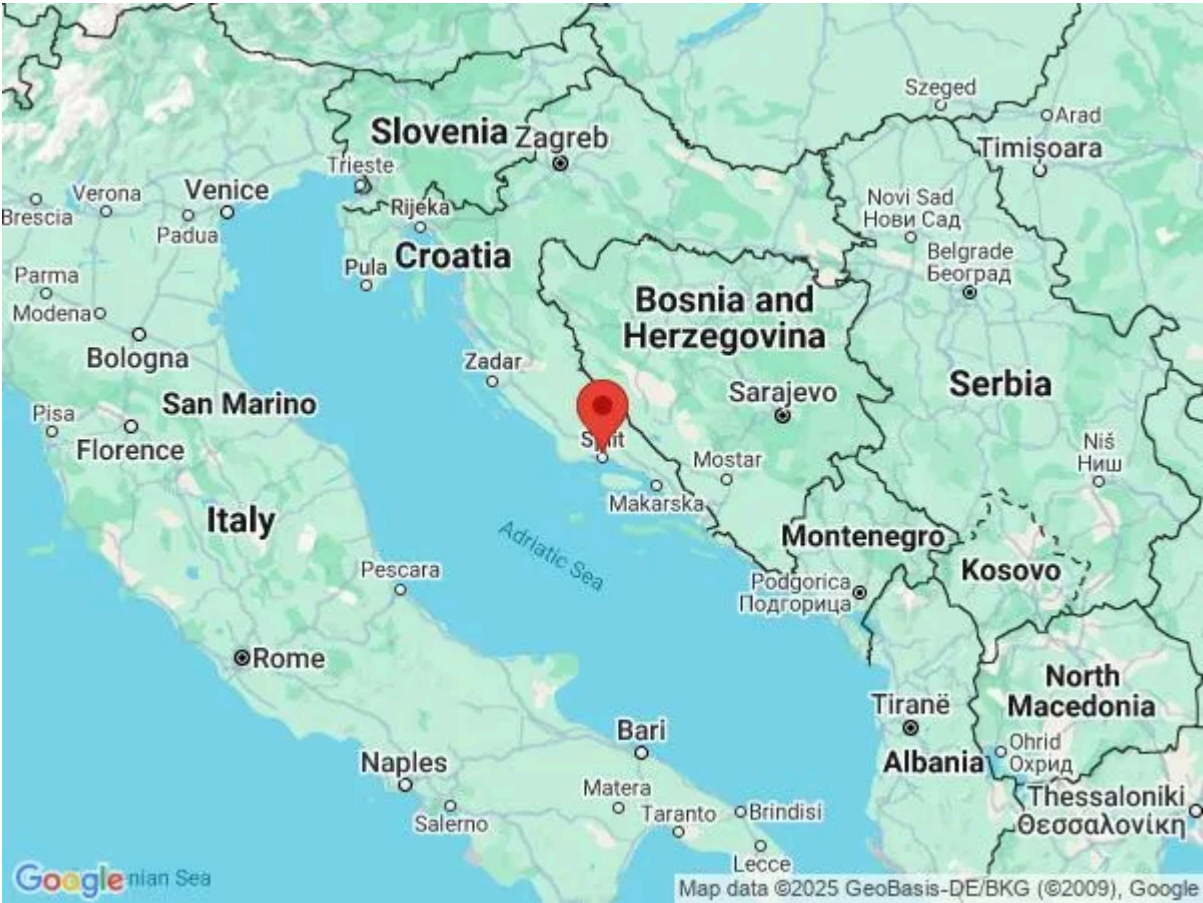 Szeged
Arad
Slovenia
Zagreb
Timișoara
Trieste
Verona
Venice
Novi Sad
Нови Сад
Brescia
Padua
Rijeka
Croatia
Belgrade
Београд
Parma
Pula
Modena
Bosnia and
Herzegovina
Bologna
Zadar
Serbia
Sarajevo
San Marino
Pisa
Florence
Split
Niš
Ниш
Mostar
Makarska
Italy
Adriatic Sea
Montenegro
Pescara
Kosovo
Podgorica
Подгорица
Rome
North
Macedonia
Tiranë
Bari
Ohrid
Охрид
Naples
Albania
Matera
Thessaloniki
Θεσσαλονίκη
Salerno
Taranto
Brindisi
Lecce
Google
nian Sea
Map data ©2025 GeoBasis-DE/BKG (©2009), Google